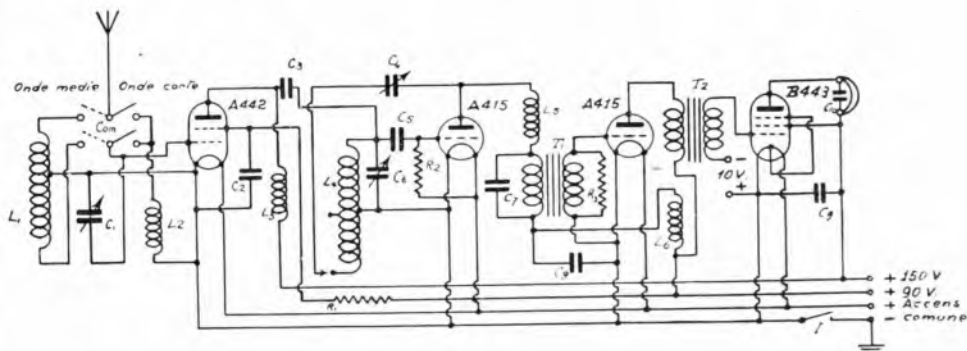 Onde medie
Onde corte
Com
L1
C1
L2
A442
C2
C3
L3
R1
L4
C4
C5
C6
R2
A415
L5
C7
T1
R3
C9
A415
T2
L6
10 V.
-
+
B443
C9
+ 150 V
+ 90 V.
+ Accens
- comune
I